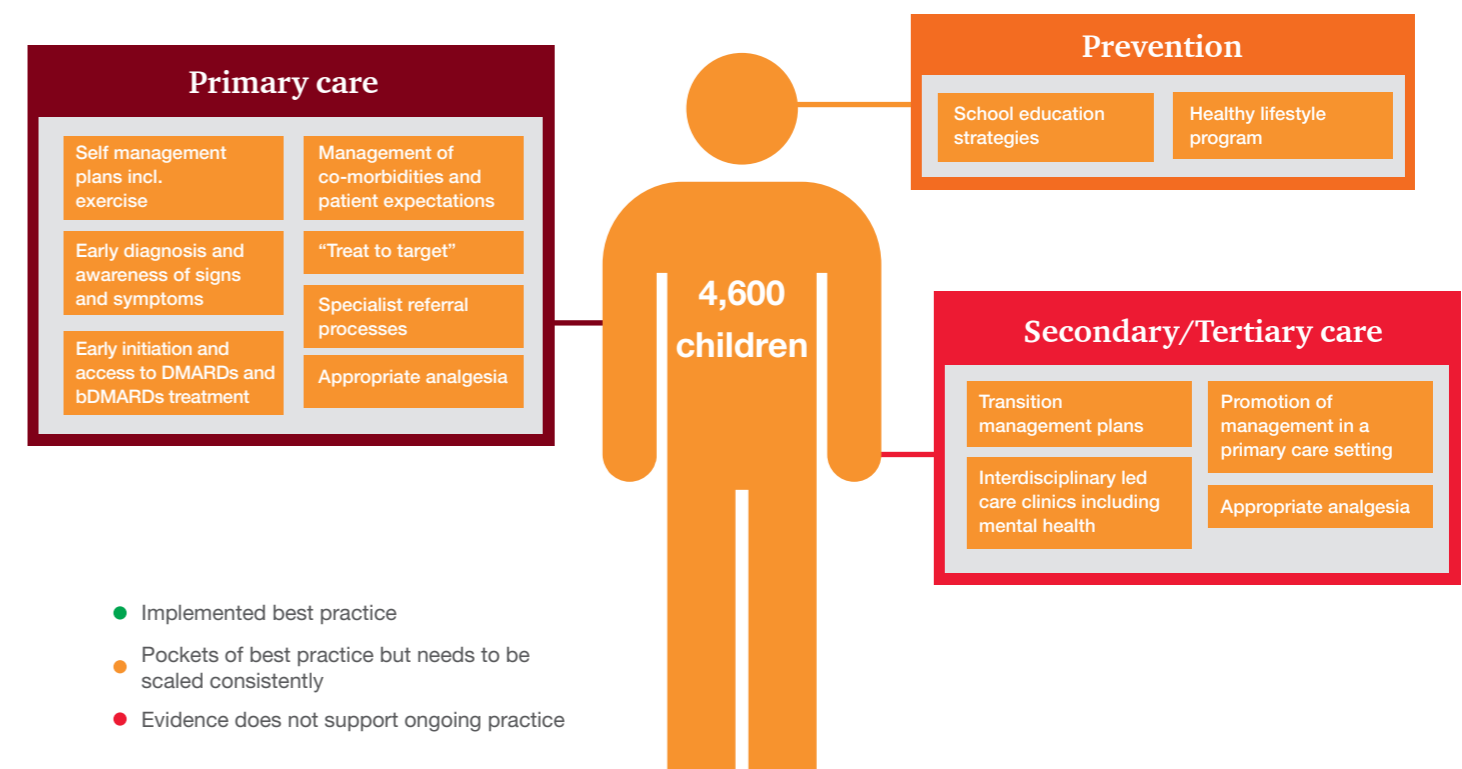 Primary care
Self management
plans incl.
exercise
Early diagnosis and
awareness of signs
and symptoms
Early initiation and
access to DMARDs and
bDMARDs treatment
Management of
co-morbidities and
patient expectations
“Treat to target”
Specialist referral
processes
Appropriate analgesia
Prevention
School education
strategies
Healthy lifestyle
program
4,600
children
Secondary/Tertiary care
Transition
management plans
Interdisciplinary led
care clinics including
mental health
Promotion of
management in a
primary care setting
Appropriate analgesia
Implemented best practice
Pockets of best practice but needs to be
scaled consistently
Evidence does not support ongoing practice